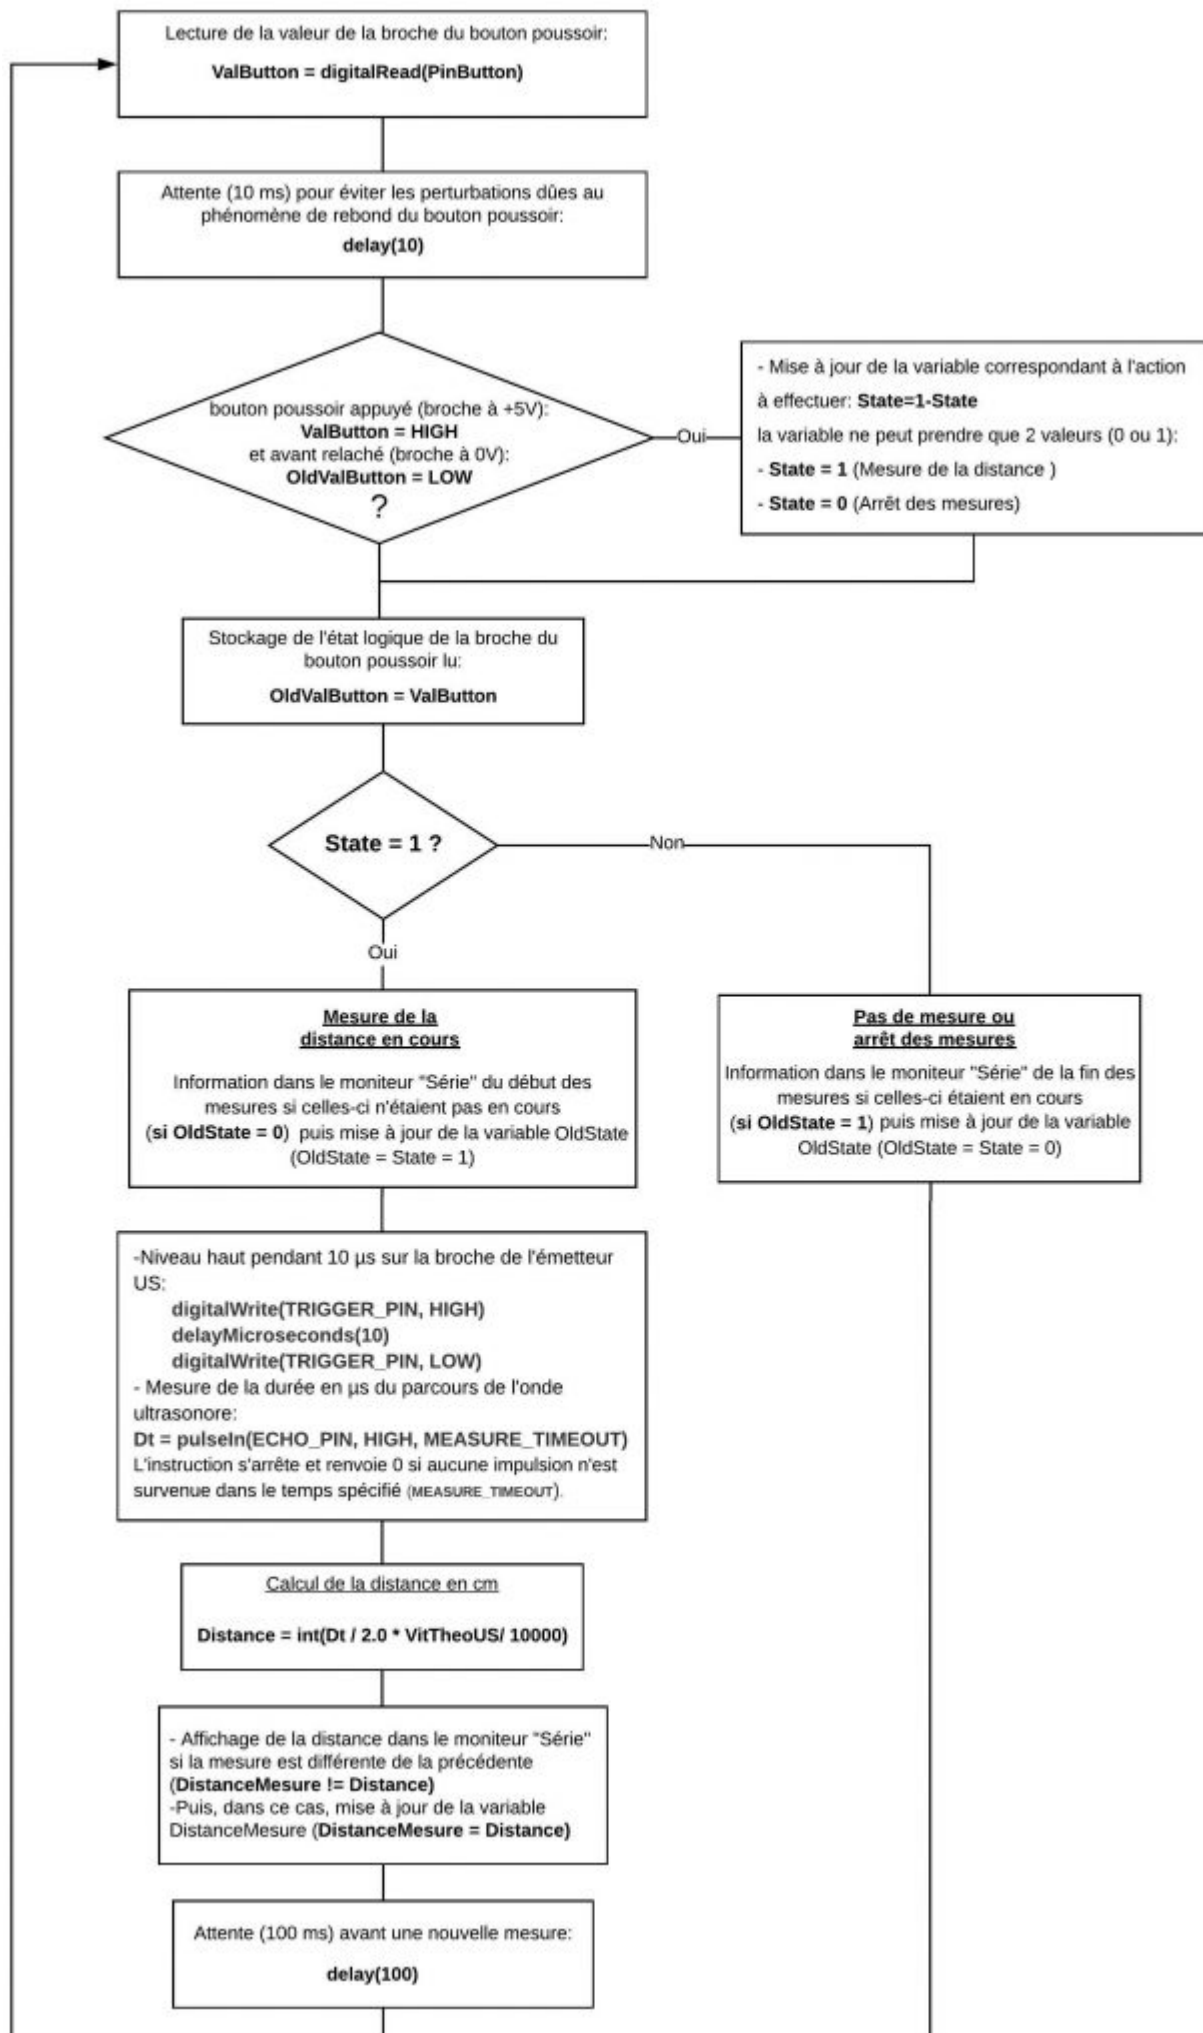 Lecture de la valeur de la broche du bouton poussoir:
ValButton = digitalRead(PinButton)
Attente (10 ms) pour éviter les perturbations dûes au
phénomène de rebond du bouton poussoir:
delay(10)
bouton poussoir appuyé (broche à +5V):
ValButton = HIGH
et avant relaché (broche à 0V):
OldValButton = LOW
?
Oui
- Mise à jour de la variable correspondant à l'action
à effectuer: State=1-State
la variable ne peut prendre que 2 valeurs (0 ou 1):
- State = 1 (Mesure de la distance )
- State = 0 (Arrêt des mesures)
Stockage de l'état logique de la broche du
bouton poussoir lu:
OldValButton = ValButton
State = 1 ?
Non
Oui
Mesure de la
distance en cours
Information dans le moniteur "Série" du début des
mesures si celles-ci n'étaient pas en cours
(si OldState = 0) puis mise à jour de la variable OldState
(OldState = State = 1)
Pas de mesure ou
arrêt des mesures
Information dans le moniteur "Série" de la fin des
mesures si celles-ci étaient en cours
(si OldState = 1) puis mise à jour de la variable
OldState (OldState = State = 0)
-Niveau haut pendant 10 µs sur la broche de l'émetteur
US:
digitalWrite(TRIGGER_PIN, HIGH)
delayMicroseconds(10)
digitalWrite(TRIGGER_PIN, LOW)
- Mesure de la durée en µs du parcours de l'onde
ultrasonore:
Dt = pulseIn(ECHO_PIN, HIGH, MEASURE_TIMEOUT)
L'instruction s'arrête et renvoie 0 si aucune impulsion n'est
survenue dans le temps spécifié (MEASURE_TIMEOUT).
Calcul de la distance en cm
Distance = int(Dt / 2.0 * VitTheoUS/ 10000)
- Affichage de la distance dans le moniteur "Série"
si la mesure est différente de la précédente
(DistanceMesure != Distance)
-Puis, dans ce cas, mise à jour de la variable
DistanceMesure (DistanceMesure = Distance)
Attente (100 ms) avant une nouvelle mesure:
delay(100)